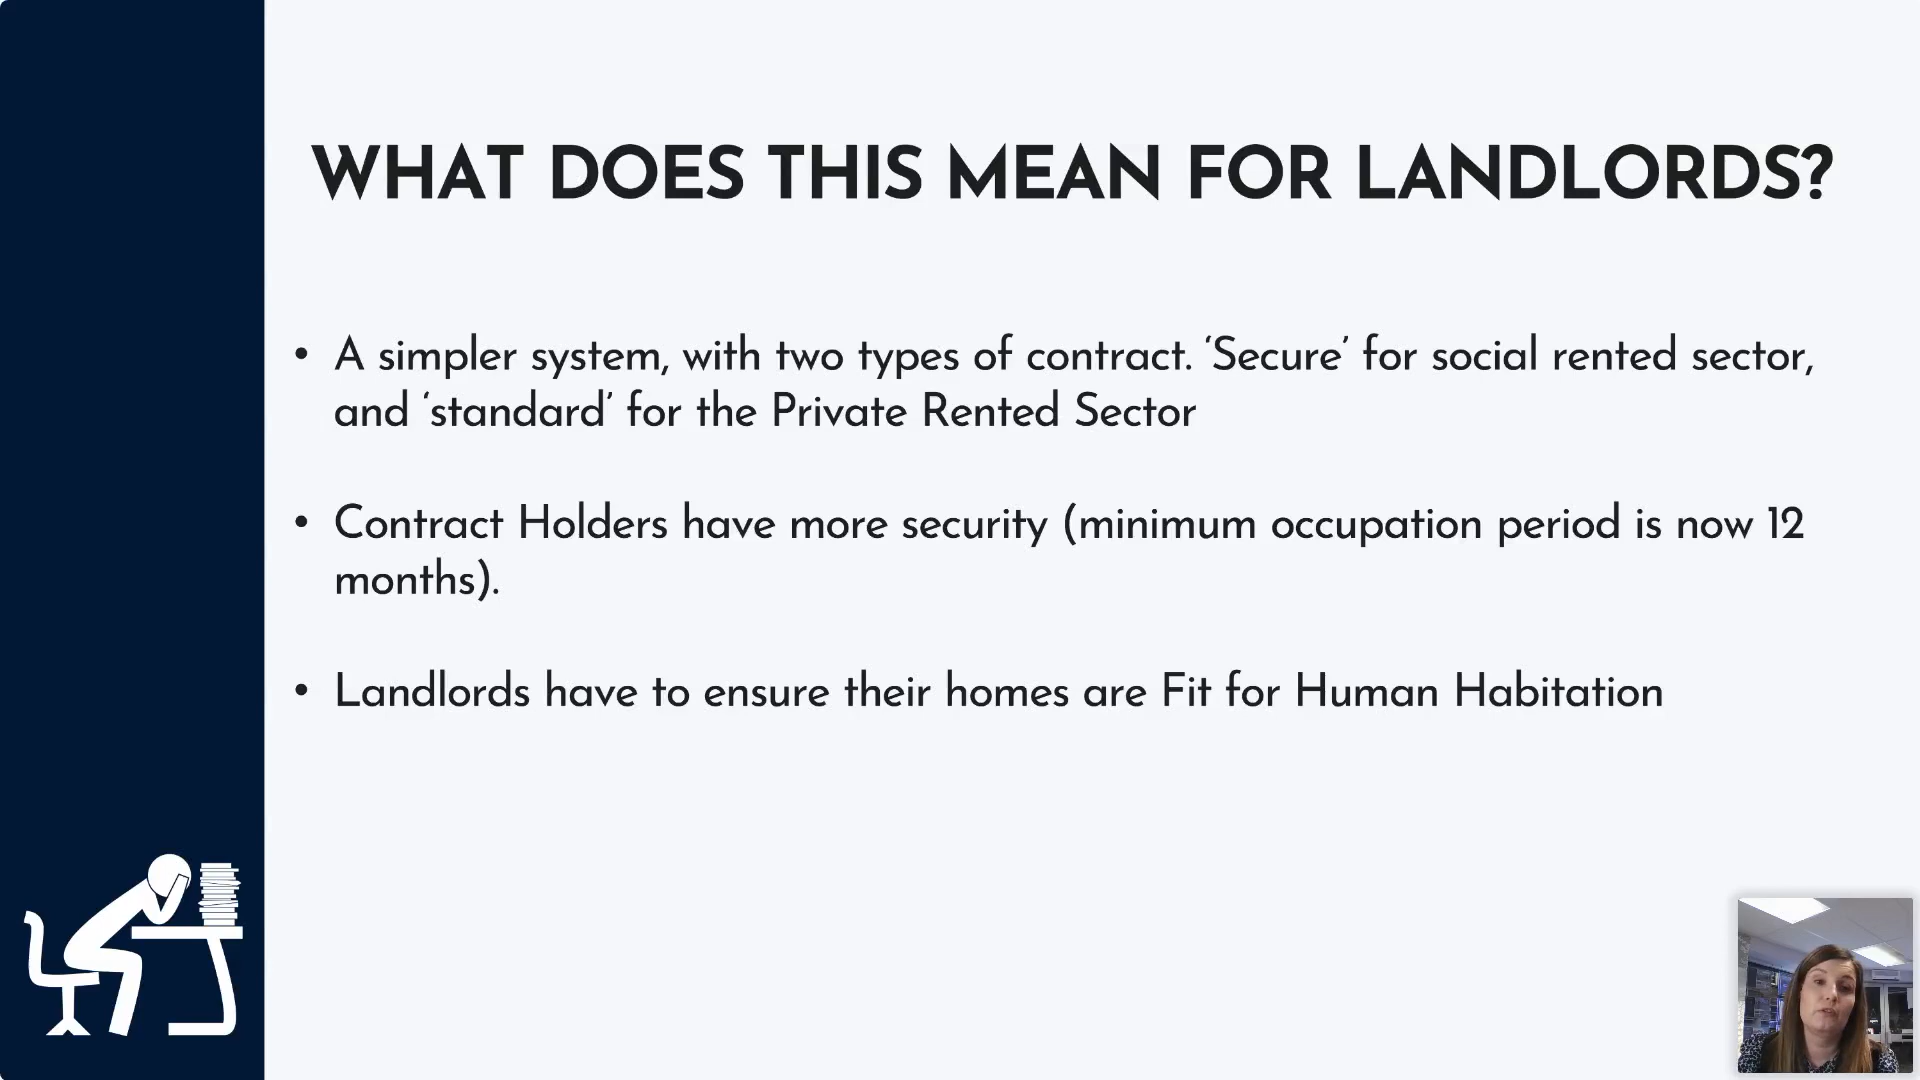 WHAT DOES THIS MEAN FOR LANDLORDS?
• A simpler system, with two types of contract. ‘Secure’ for social rented sector,
and ‘standard’ for the Private Rented Sector
• Contract Holders have more security (minimum occupation period is now 12
months).
• Landlords have to ensure their homes are Fit for Human Habitation